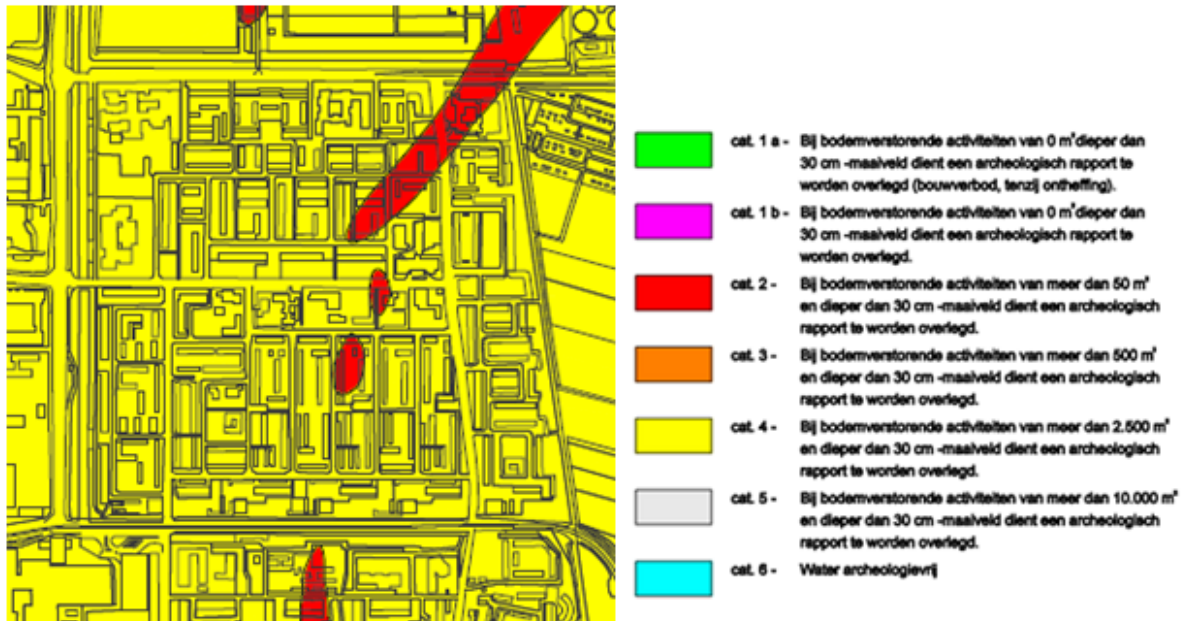 cat. 1 a - Bij bodemverstorende activiteiten van 0 m² dieper dan
30 cm -maaiveld dient een archeologisch rapport te
worden overlegd (bouwverbod, tenzij ontheffing).
cat. 1 b - Bij bodemverstorende activiteiten van 0 m² dieper dan
30 cm -maaiveld dient een archeologisch rapport te
worden overlegd.
cat. 2 - Bij bodemverstorende activiteiten van meer dan 50 m²
en dieper dan 30 cm -maaiveld dient een archeologisch
rapport te worden overlegd.
cat. 3 - Bij bodemverstorende activiteiten van meer dan 500 m²
en dieper dan 30 cm -maaiveld dient een archeologisch
rapport te worden overlegd.
cat. 4 - Bij bodemverstorende activiteiten van meer dan 2.500 m²
en dieper dan 30 cm -maaiveld dient een archeologisch
rapport te worden overlegd.
cat. 5 - Bij bodemverstorende activiteiten van meer dan 10.000 m²
en dieper dan 30 cm -maaiveld dient een archeologisch
rapport te worden overlegd.
cat. 6 - Water archeologievrij